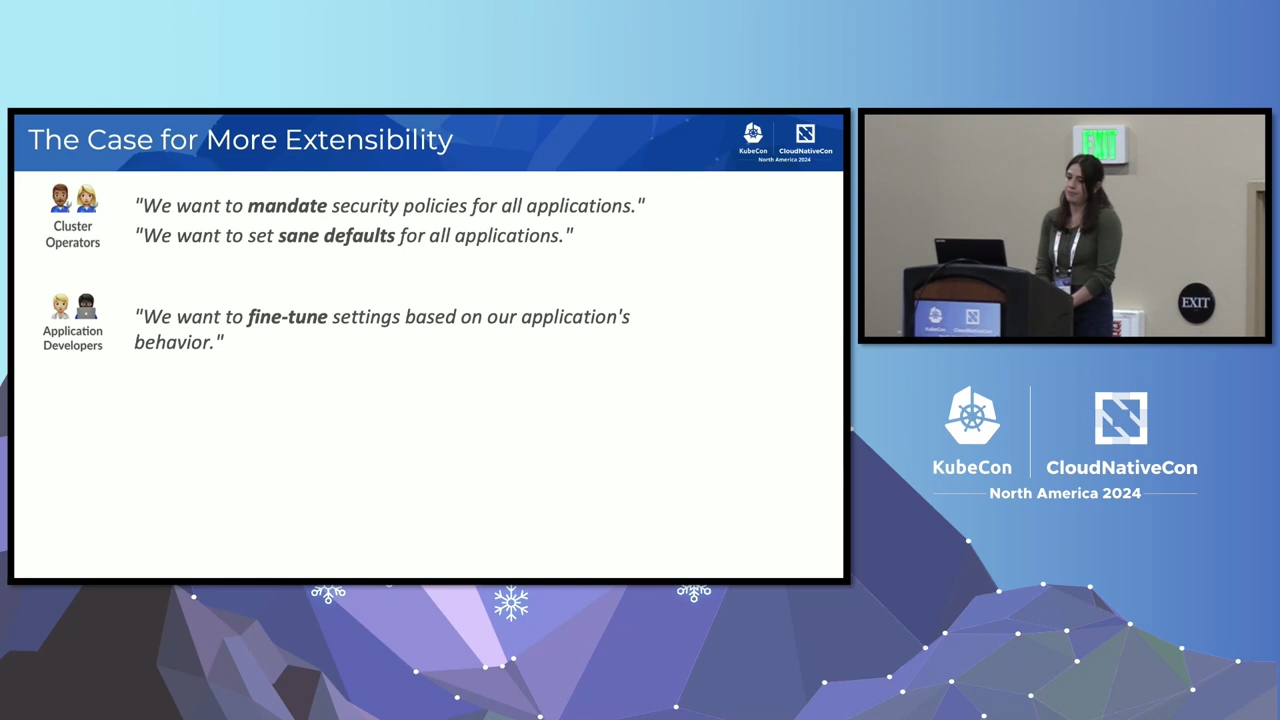 The Case for More Extensibility
KubeCon
CloudNativeCon
North America 2024
Cluster
Operators
"We want to mandate security policies for all applications."
"We want to set sane defaults for all applications."
Application
Developers
"We want to fine-tune settings based on our application's
behavior."
EXIT
EXIT
KubeCon
CloudNativeCon
KubeCon
CloudNativeCon
North America 2024